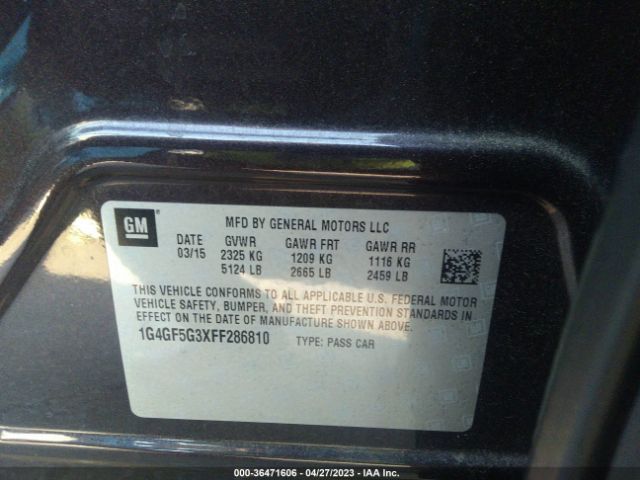 GM
MFD BY GENERAL MOTORS LLC
DATE GVWR GAWR FRT GAWR RR
03/15 2325 KG 1209 KG 1116 KG
5124 LB 2665 LB 2459 LB
THIS VEHICLE CONFORMS TO ALL APPLICABLE U.S. FEDERAL MOTOR
VEHICLE SAFETY, BUMPER, AND THEFT PREVENTION STANDARDS IN
EFFECT ON THE DATE OF MANUFACTURE SHOWN ABOVE.
1G4GF5G3XFF286810 TYPE: PASS CAR
000-36471606 - 04/27/2023 - IAA Inc.